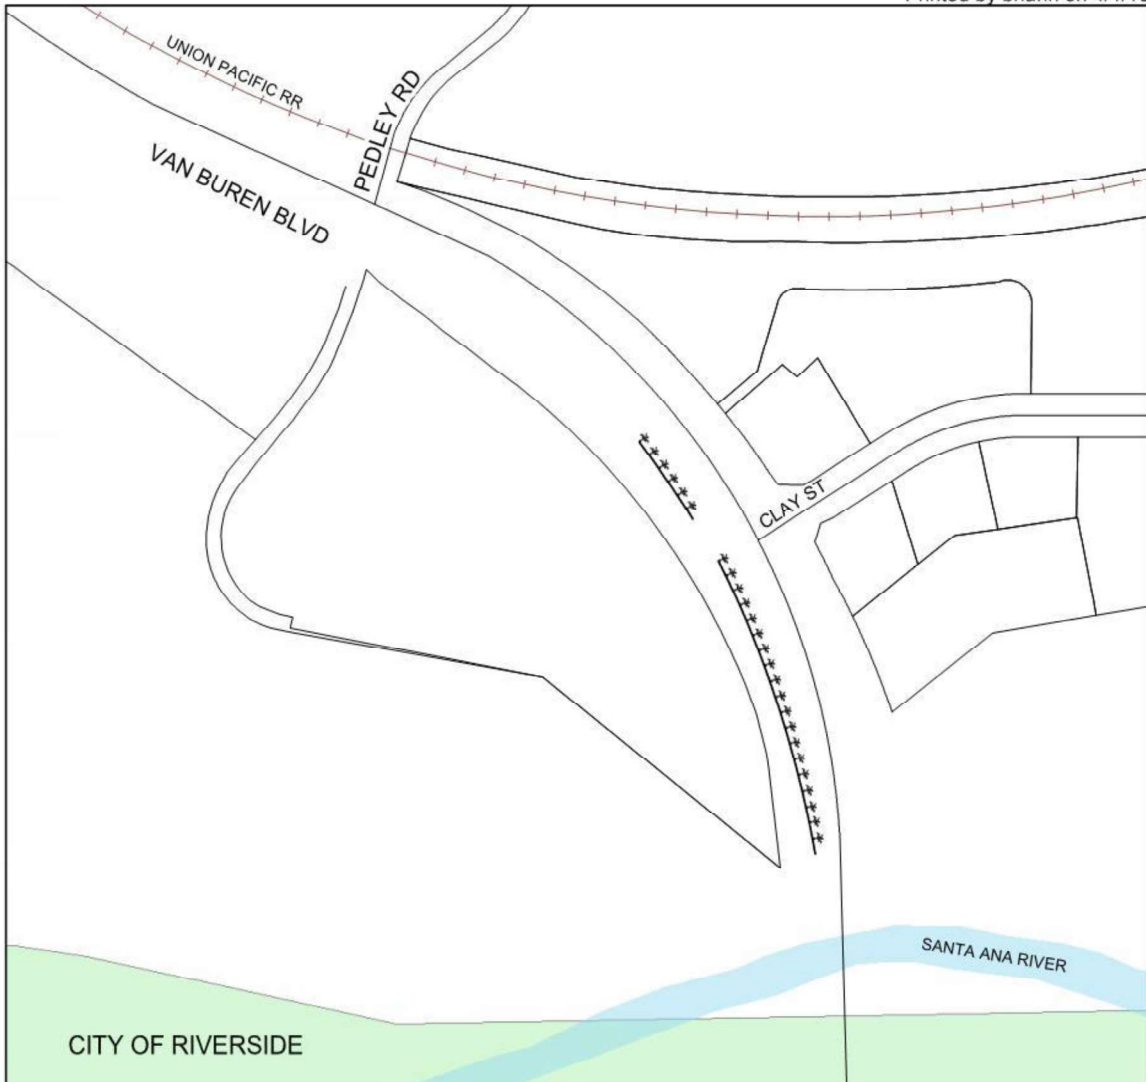 UNION PACIFIC RR
PEDLEY RD
VAN BUREN BLVD
CLAY ST
SANTA ANA RIVER
CITY OF RIVERSIDE